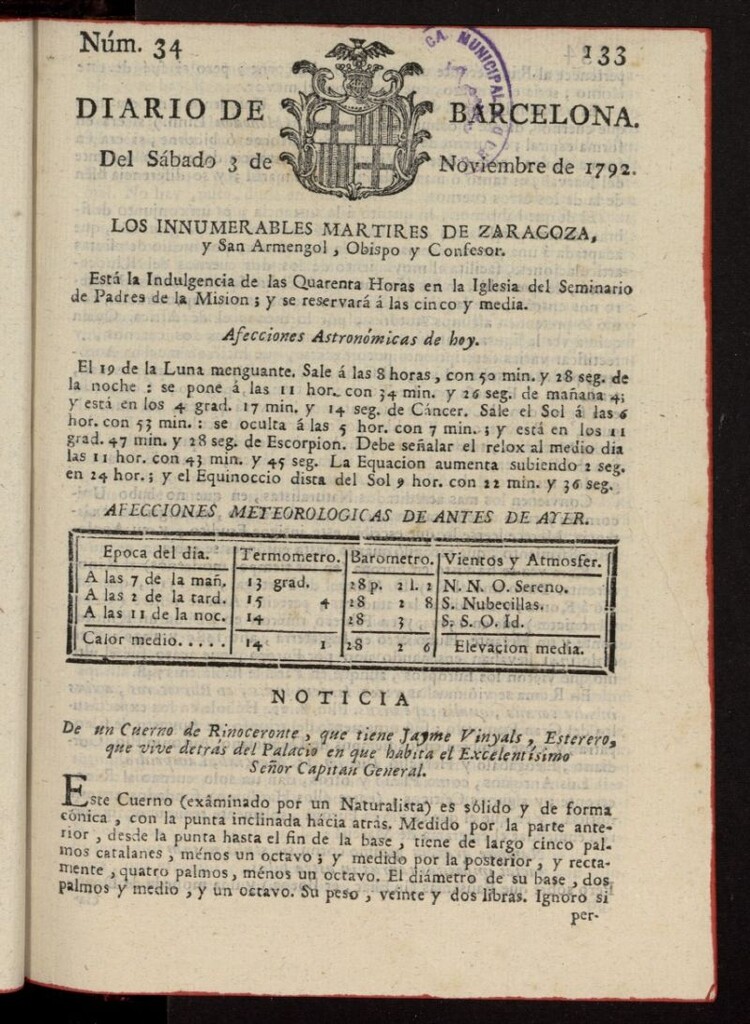 Núm. 34
133
CA MUNICIPAL
DIARIO DE BARCELONA.
Del Sábado 3 de Noviembre de 1792.
LOS INNUMERABLES MARTIRES DE ZARAGOZA,
y San Armengol, Obispo y Confesor.
Está la Indulgencia de las Quarenta Horas en la Iglesia del Seminario
de Padres de la Mision; y se reservará á las cinco y media.
Afecciones Astronómicas de hoy.
El 19 de la Luna menguante. Sale á las 8 horas, con 50 min. y 28 seg. de
la noche: se pone á las 11 hor. con 34 min. y 26 seg. de mañana 4;
y está en los 4 grad. 17 min. y 14 seg. de Cáncer. Sale el Sol á las 6
hor. con 53 min.: se oculta á las 5 hor. con 7 min.; y está en los 11
grad. 47 min. y 28 seg. de Escorpion. Debe señalar el relox al medio dia
las 11 hor. con 43 min. y 45 seg. La Equacion aumenta subiendo 2 seg.
en 24 hor.; y el Equinoccio dista del Sol 9 hor. con 22 min. y 36 seg.
AFECCIONES METEOROLOGICAS DE ANTES DE AYER.
Epoca del dia. Termometro. Barometro. Vientos y Atmosfer.
A las 7 de la mañ. 13 grad. 28 p. 2 l. 2 N. N. O. Sereno.
A las 2 de la tard. 15 4 28 2 8 S. Nubecillas.
A las 11 de la noc. 14 28 3 S. S. O. Id.
Calor medio..... 14 1 28 2 6 Elevacion media.
NOTICIA
De un Cuerno de Rinoceronte, que tiene Jayme Vinyals, Esterero,
que vive detrás del Palacio en que habita el Excelentísimo
Señor Capitan General.
Este Cuerno (exâminado por un Naturalista) es sólido y de forma
cónica, con la punta inclinada hácia atrás. Medido por la parte ante-
rior, desde la punta hasta el fin de la base, tiene de largo cinco pal-
mos catalanes, ménos un octavo; y medido por la posterior, y recta-
mente, quatro palmos, ménos un octavo. El diámetro de su base, dos
palmos y medio, y un octavo. Su peso, veinte y dos libras. Ignoro si
per-